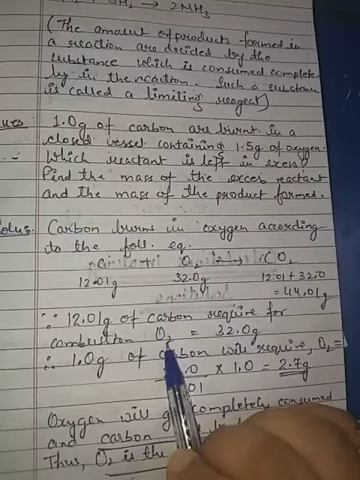 2NH₃
(The amount of products formed in
a reaction are decided by the
substance which is consumed complete
ly in the reaction. Such a substance
is called a limiting reagent)
1.0g of carbon are burnt in a
closed vessel containing 1.5g of oxygen.
Which reactant is left in excess
Find the mass of the excess reactant
and the mass of the product formed.
Solus. Carbon burns in oxygen according
to the foll. eq.
C + O₂ → CO₂
12.01g 32.0g 12.01 + 32.0
= 44.01g
∵ 12.01g of carbon require for
combustion O₂ = 32.0g
∴ 1.0g of carbon will require, O₂ =
× 1.0 = 2.7g
01
Oxygen will completely consumed
and carbon
Thus, O₂ is the